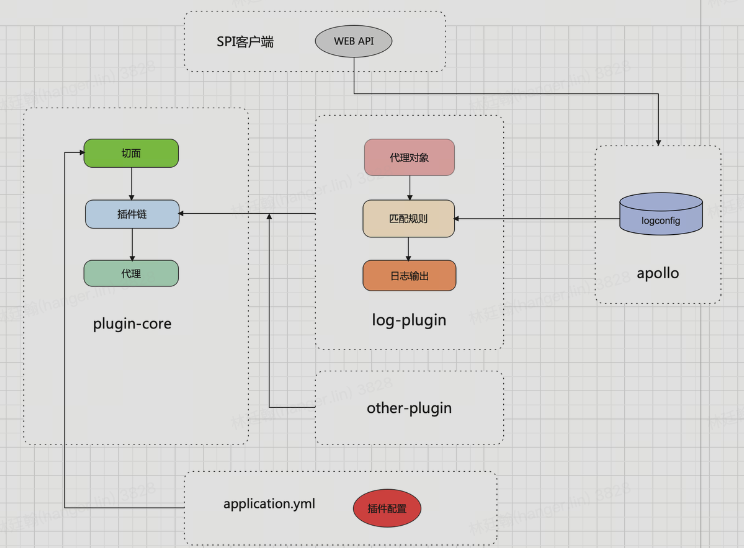 SPI客户端
WEB API
切面
插件链
代理
plugin-core
代理对象
匹配规则
日志输出
log-plugin
logconfig
apollo
other-plugin
application.yml
插件配置